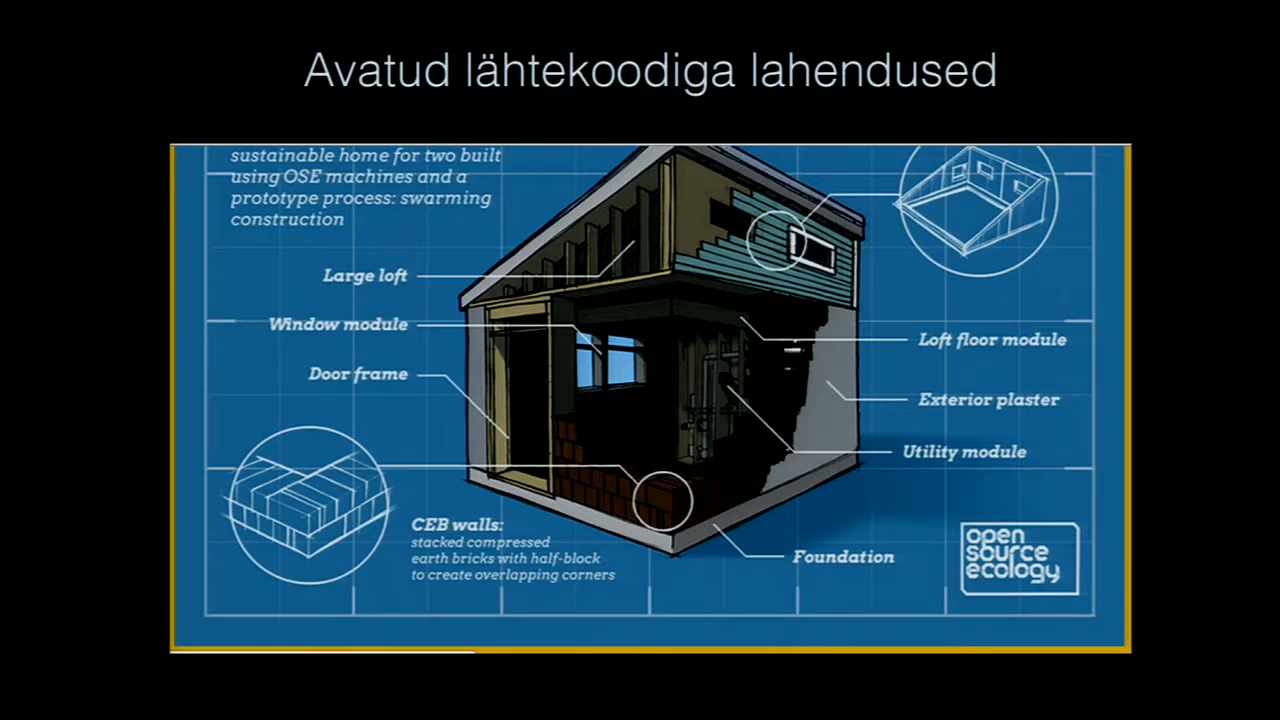 Avatud lähtekoodiga lahendused
sustainable home for two built
using OSE machines and a
prototype process: swarming
construction
Large loft
Window module
Door frame
Loft floor module
Exterior plaster
Utility module
CEB walls:
stacked compressed
earth bricks with half-block
to create overlapping corners
Foundation
open
source
ecology